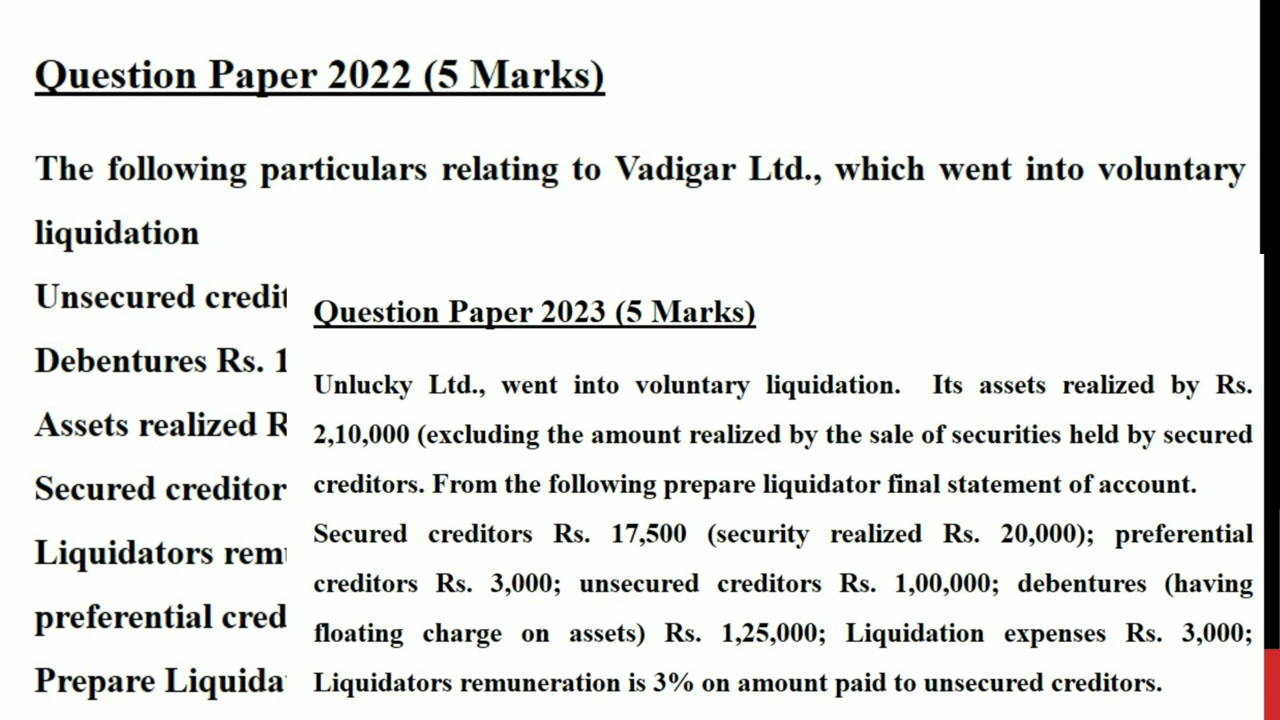 Question Paper 2022 (5 Marks)
The following particulars relating to Vadigar Ltd., which went into voluntary
liquidation
Unsecured
Debentures Rs. 1
Assets realized
Secured
Liquidators
preferential
Prepare
Question Paper 2023 (5 Marks)
Unlucky Ltd., went into voluntary liquidation. Its assets realized by Rs.
2,10,000 (excluding the amount realized by the sale of securities held by secured
creditors. From the following prepare liquidator final statement of account.
Secured creditors Rs. 17,500 (security realized Rs. 20,000); preferential
creditors Rs. 3,000; unsecured creditors Rs. 1,00,000; debentures (having
floating charge on assets) Rs. 1,25,000; Liquidation expenses Rs. 3,000;
Liquidators remuneration is 3% on amount paid to unsecured creditors.